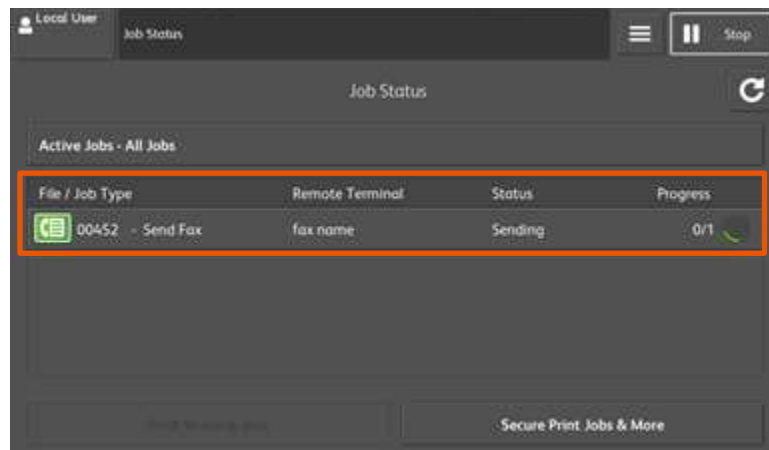 Local User
Job Status
Stop
Job Status
Active Jobs - All Jobs
File / Job Type Remote Terminal Status Progress
00452 - Send Fax fax name Sending 0/1
Secure Print Jobs & More